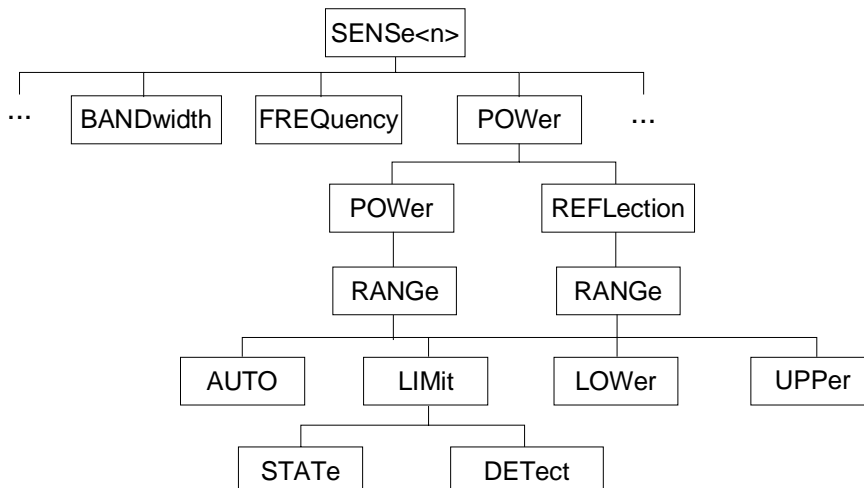 SENSe<n>
... BANDwidth FREQuency POWer ...
POWer REFLection
RANGe RANGe
AUTO LIMit LOWer UPPer
STATe DETect